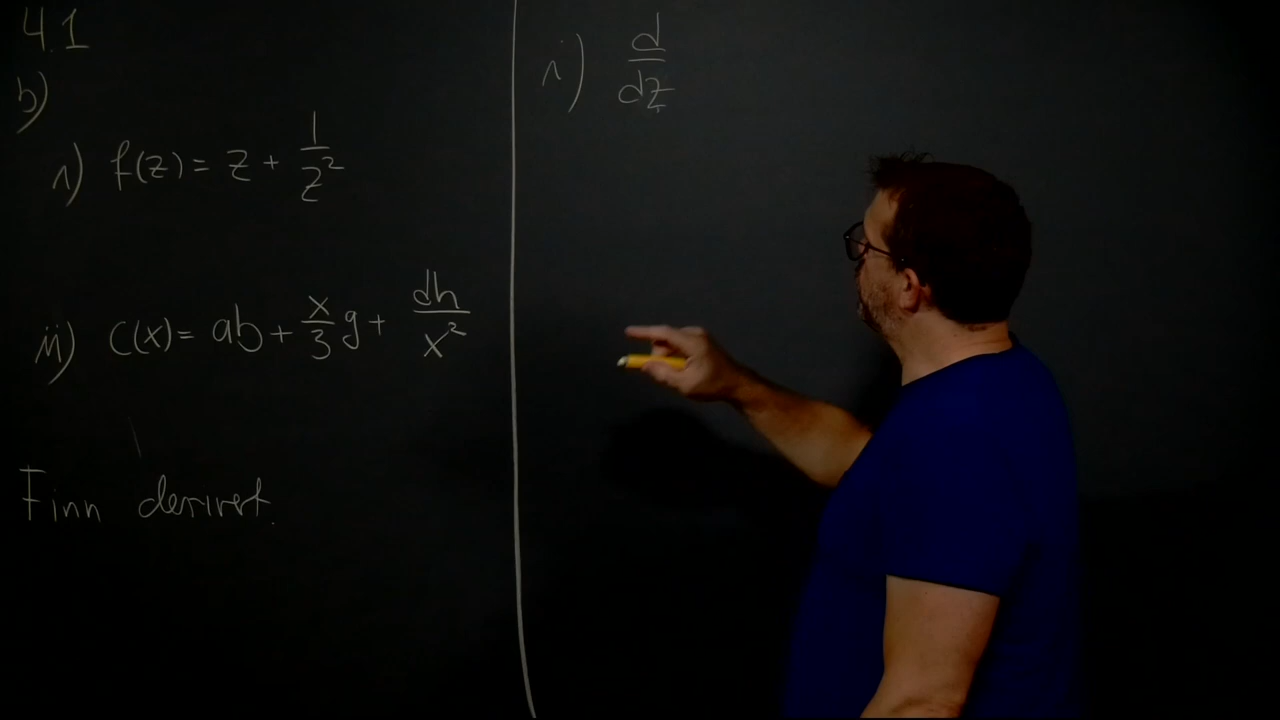 4.1
b)
i) f(z) = z + 1/z²
ii) C(x) = ab + x/3 g + dh/x²
Finn derivert.
i) d/dz